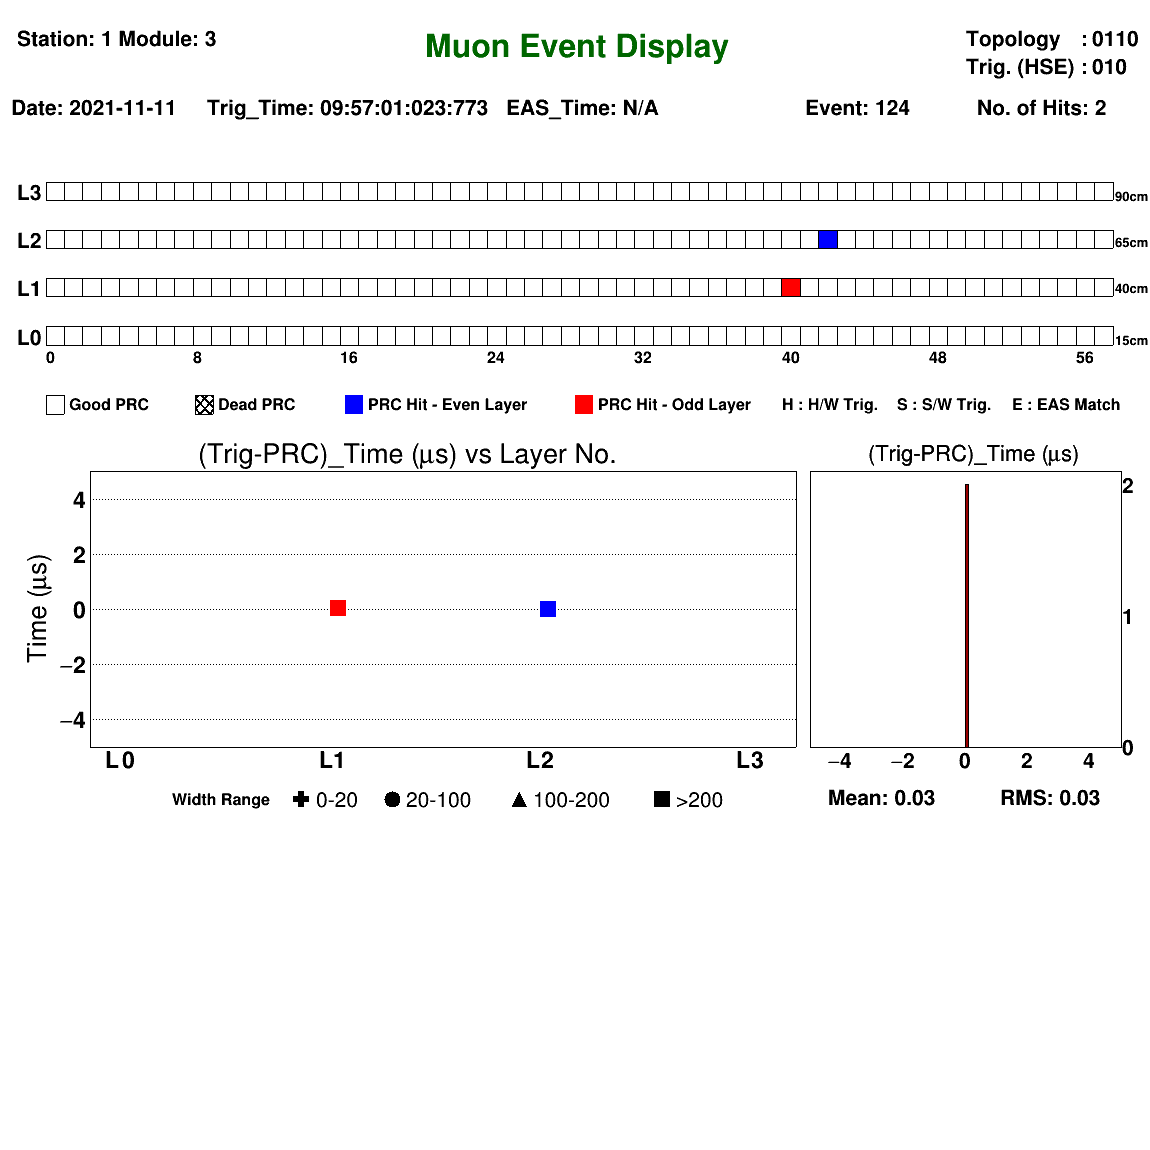 Station: 1 Module: 3
Muon Event Display
Topology : 0110
Trig. (HSE) : 010
Date: 2021-11-11 Trig_Time: 09:57:01:023:773 EAS_Time: N/A Event: 124 No. of Hits: 2
L3 90cm
L2 65cm
L1 40cm
L0 15cm
0 8 16 24 32 40 48 56
Good PRC Dead PRC PRC Hit - Even Layer PRC Hit - Odd Layer H : H/W Trig. S : S/W Trig. E : EAS Match
(Trig-PRC)_Time (μs) vs Layer No.
Time (μs)
4
2
0
−2
−4
L0 L1 L2 L3
Width Range 0-20 20-100 100-200 >200
(Trig-PRC)_Time (μs)
2
1
0
−4 −2 0 2 4
Mean: 0.03 RMS: 0.03